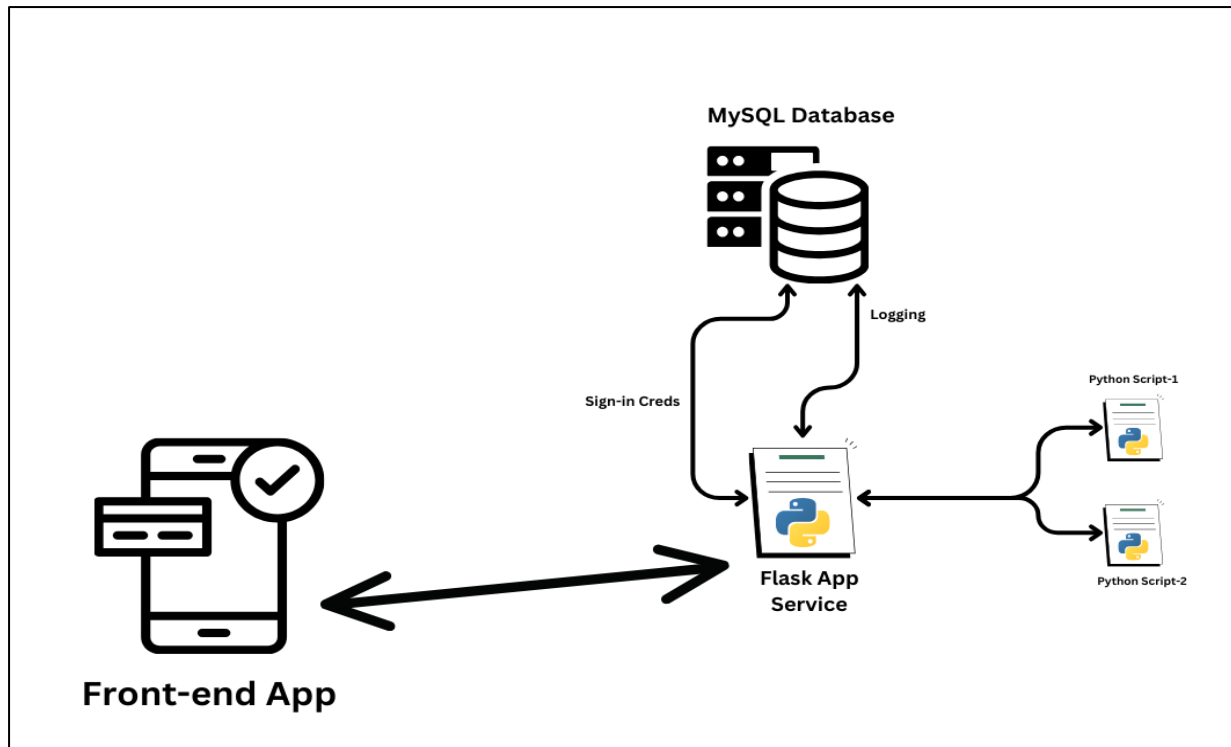 MySQL Database
Logging
Sign-in Creds
Python Script-1
Python Script-2
Flask App
Service
Front-end App